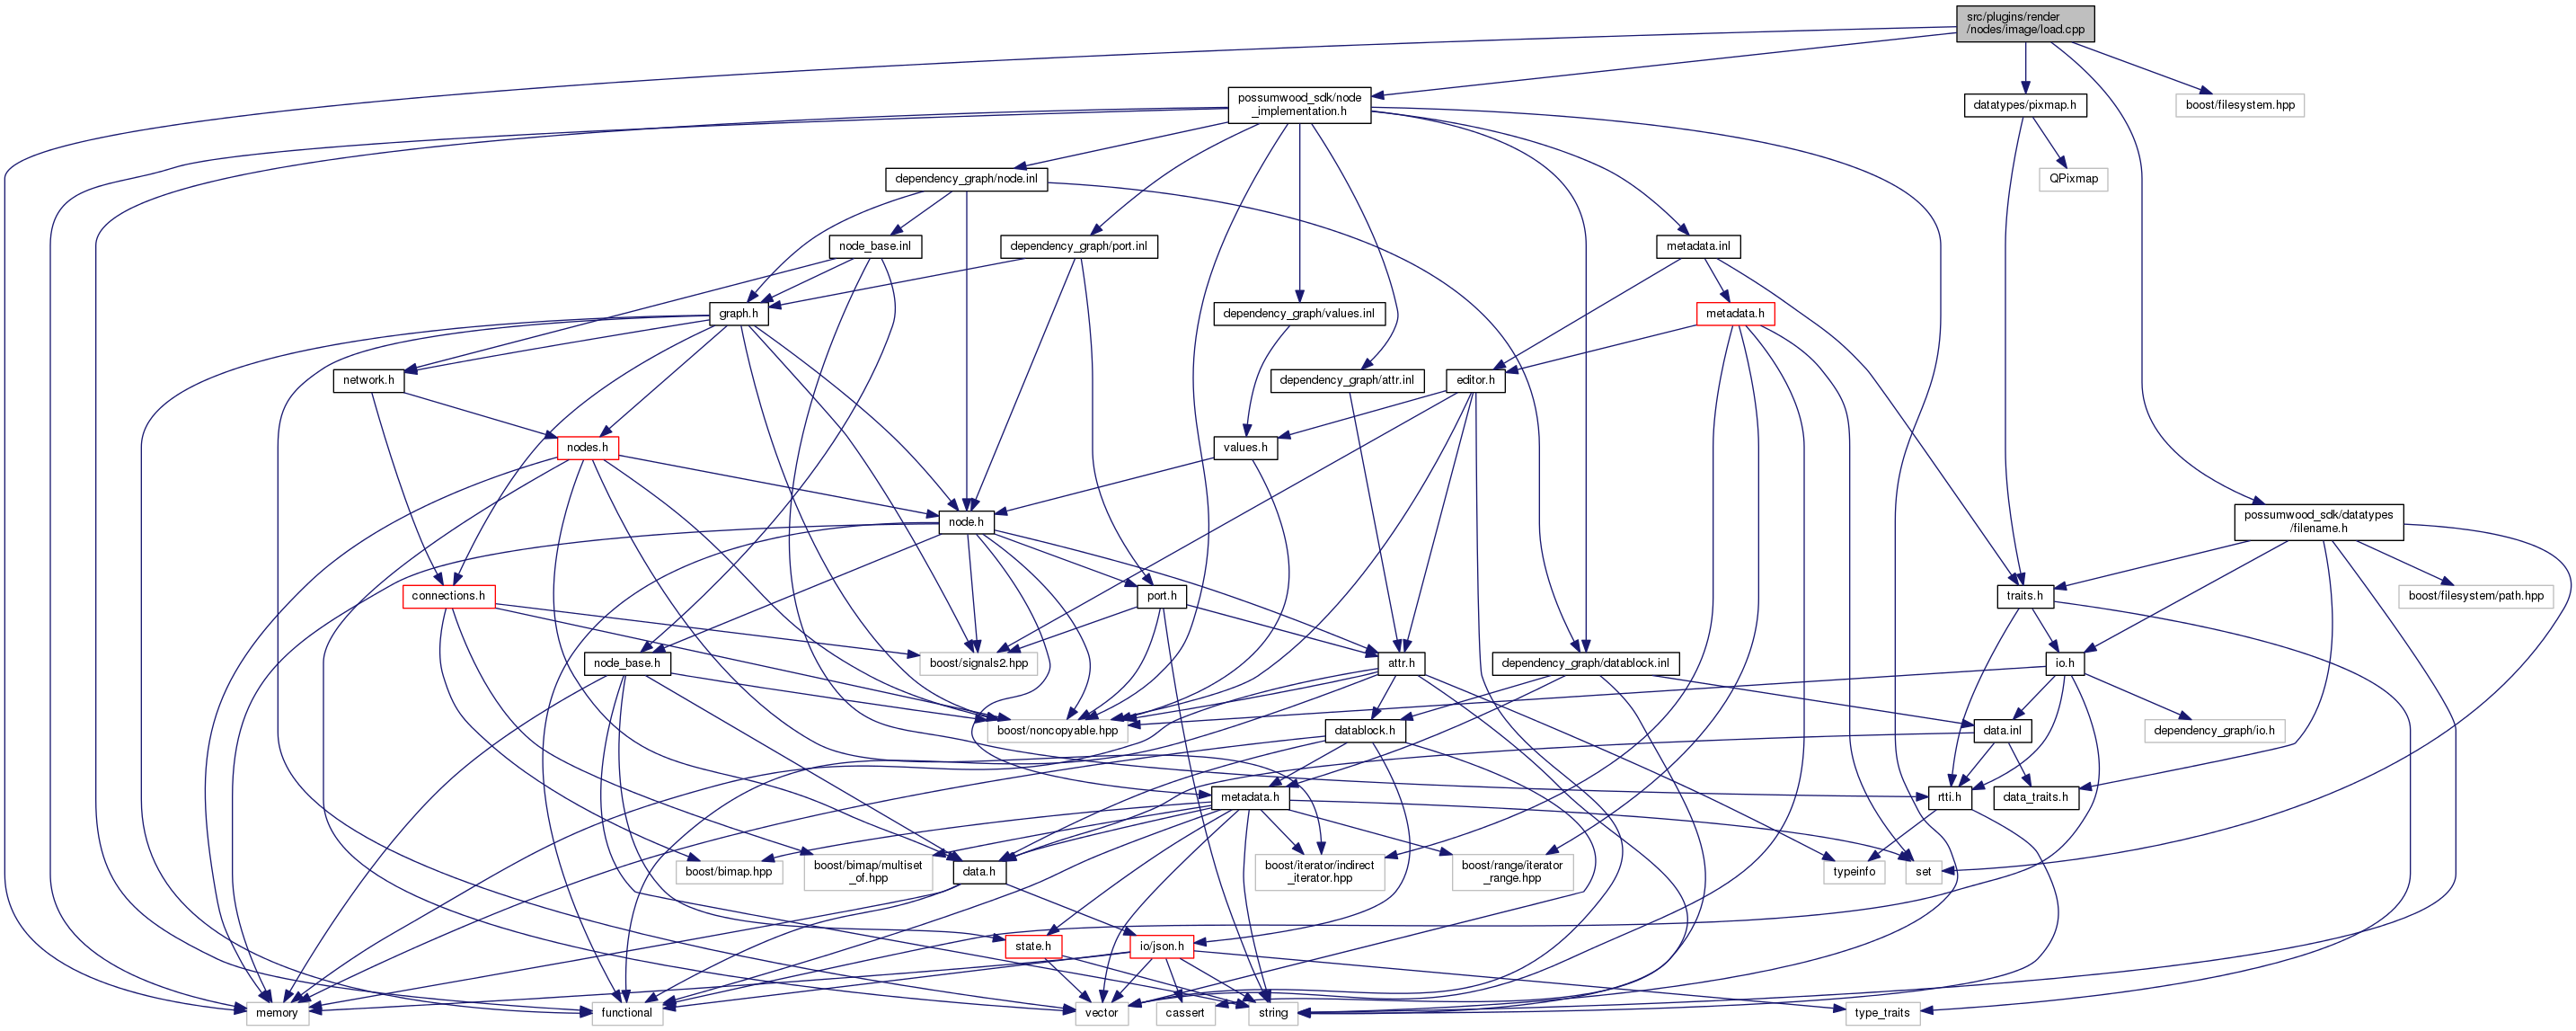 src/plugins/render
/nodes/image/load.cpp
possumwood_sdk/node
_implementation.h
datatypes/pixmap.h
boost/filesystem.hpp
dependency_graph/node.inl
QPixmap
node_base.inl
dependency_graph/port.inl
metadata.inl
graph.h
dependency_graph/values.inl
metadata.h
network.h
dependency_graph/attr.inl
editor.h
nodes.h
values.h
node.h
possumwood_sdk/datatypes
/filename.h
connections.h
port.h
traits.h
boost/filesystem/path.hpp
node_base.h
boost/signals2.hpp
attr.h
dependency_graph/datablock.inl
io.h
boost/noncopyable.hpp
datablock.h
data.inl
dependency_graph/io.h
metadata.h
rtti.h
data_traits.h
boost/bimap.hpp
boost/bimap/multiset
_of.hpp
data.h
boost/iterator/indirect
_iterator.hpp
boost/range/iterator
_range.hpp
typeinfo
set
state.h
io/json.h
memory
functional
vector
cassert
string
type_traits